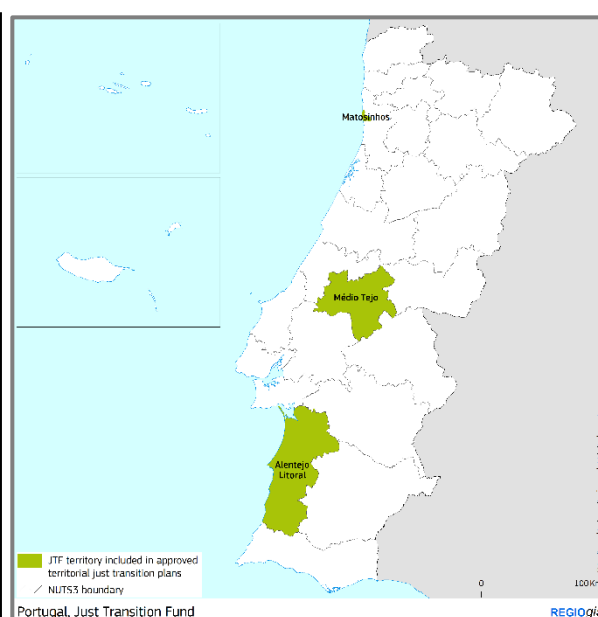 Matosinhos
Médio Tejo
Alentejo
Litoral
JTF territory included in approved
territorial just transition plans
NUTS3 boundary
0
Portugal, Just Transition Fund